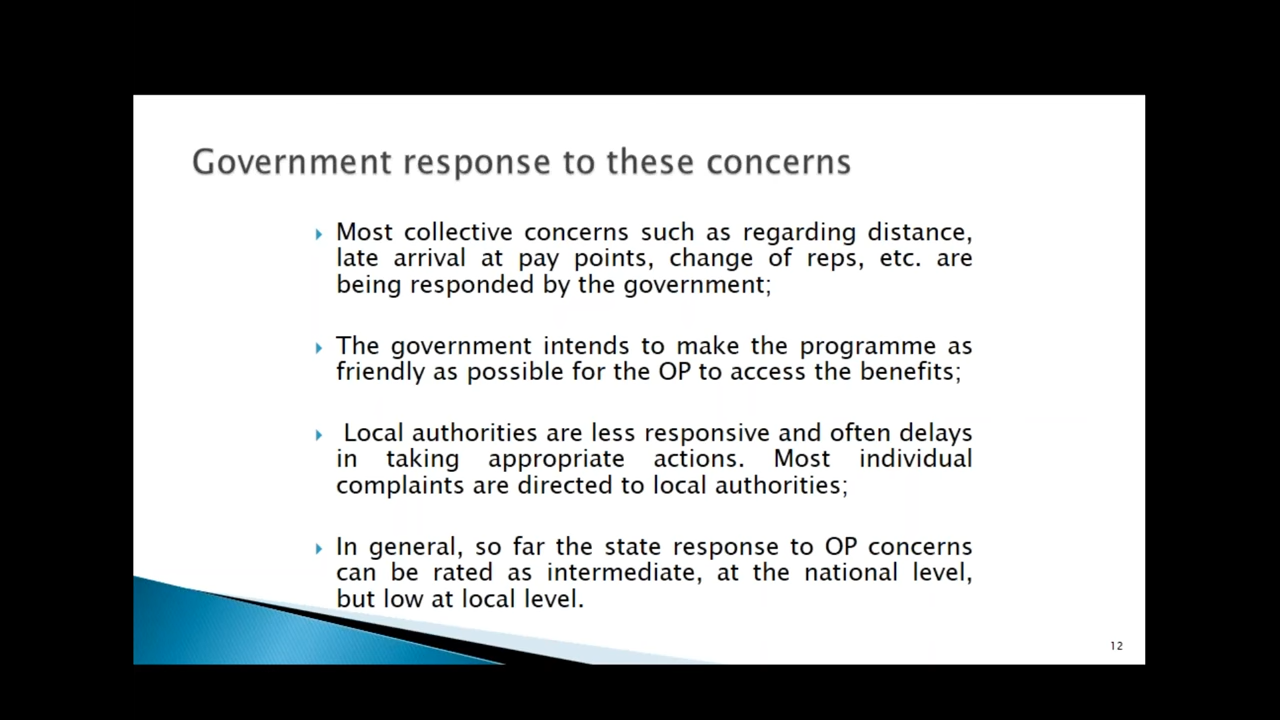 Government response to these concerns
Most collective concerns such as regarding distance,
late arrival at pay points, change of reps, etc. are
being responded by the government;
The government intends to make the programme as
friendly as possible for the OP to access the benefits;
Local authorities are less responsive and often delays
in taking appropriate actions. Most individual
complaints are directed to local authorities;
In general, so far the state response to OP concerns
can be rated as intermediate, at the national level,
but low at local level.
12